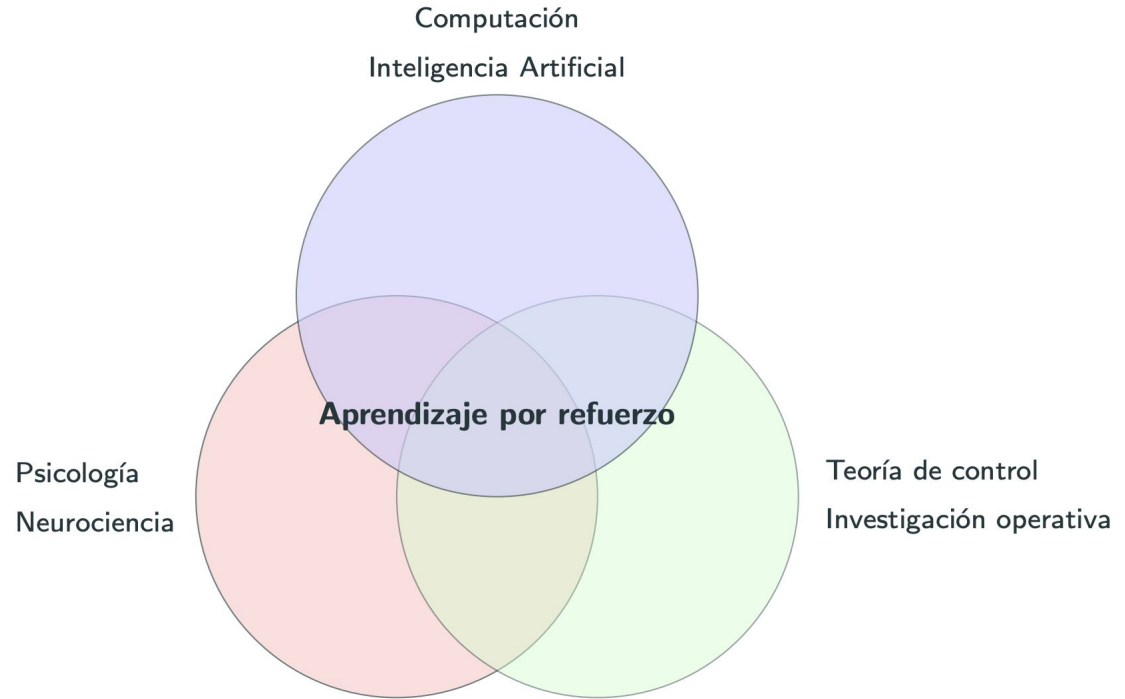 Computación
Inteligencia Artificial
Aprendizaje por refuerzo
Psicología
Neurociencia
Teoría de control
Investigación operativa